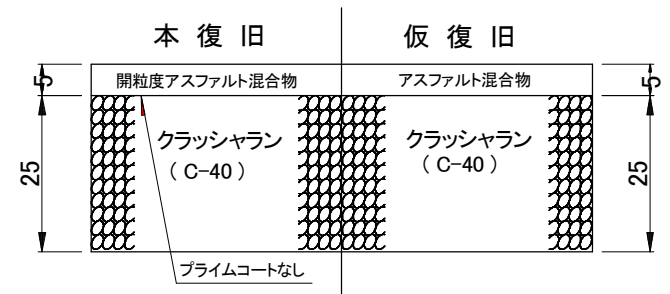 本復旧 仮復旧
5 開粒度アスファルト混合物 アスファルト混合物 5
25 クラッシャラン クラッシャラン 25
（C-40） （C-40）
プライムコートなし